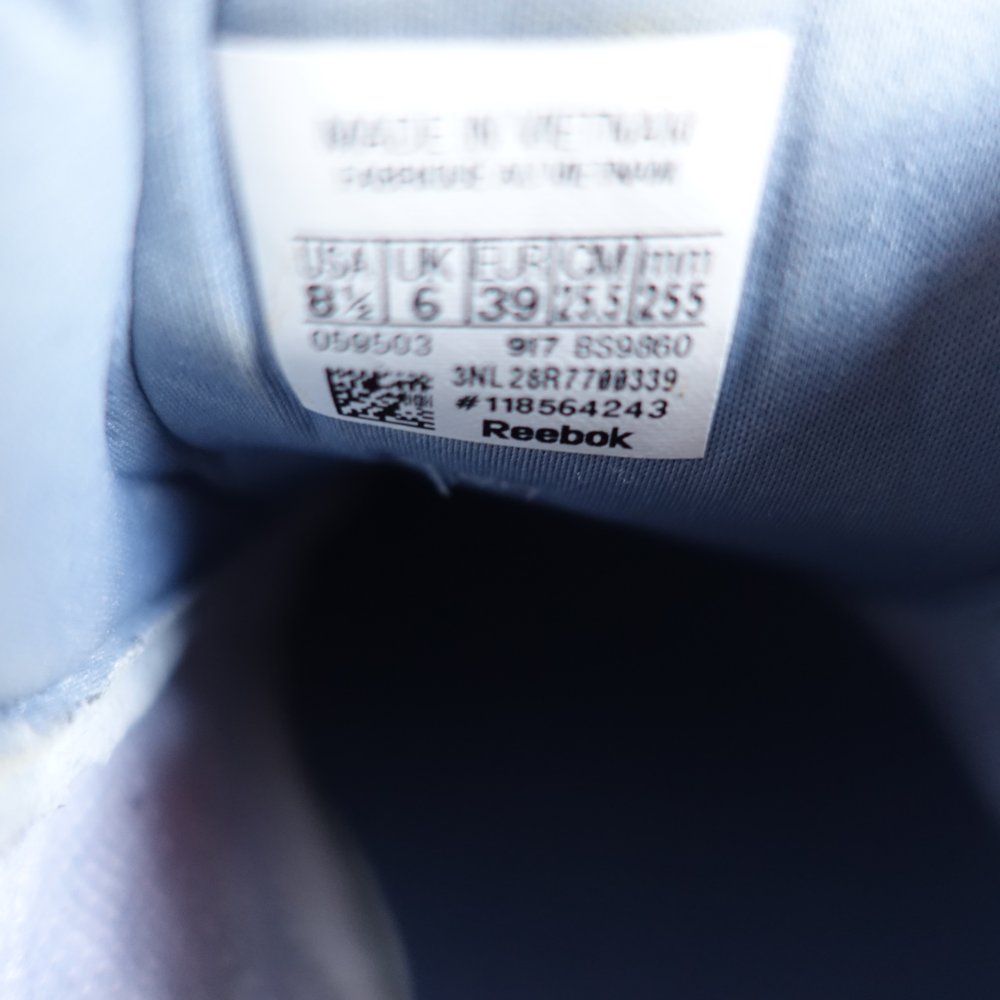 MADE IN VIETNAM
FABRIQUE AU VIETNAM
USA UK EUR CM mm
8½ 6 39 25.5 255
059503 917 BS9860
3NL28R7700339
#118564243
Reebok